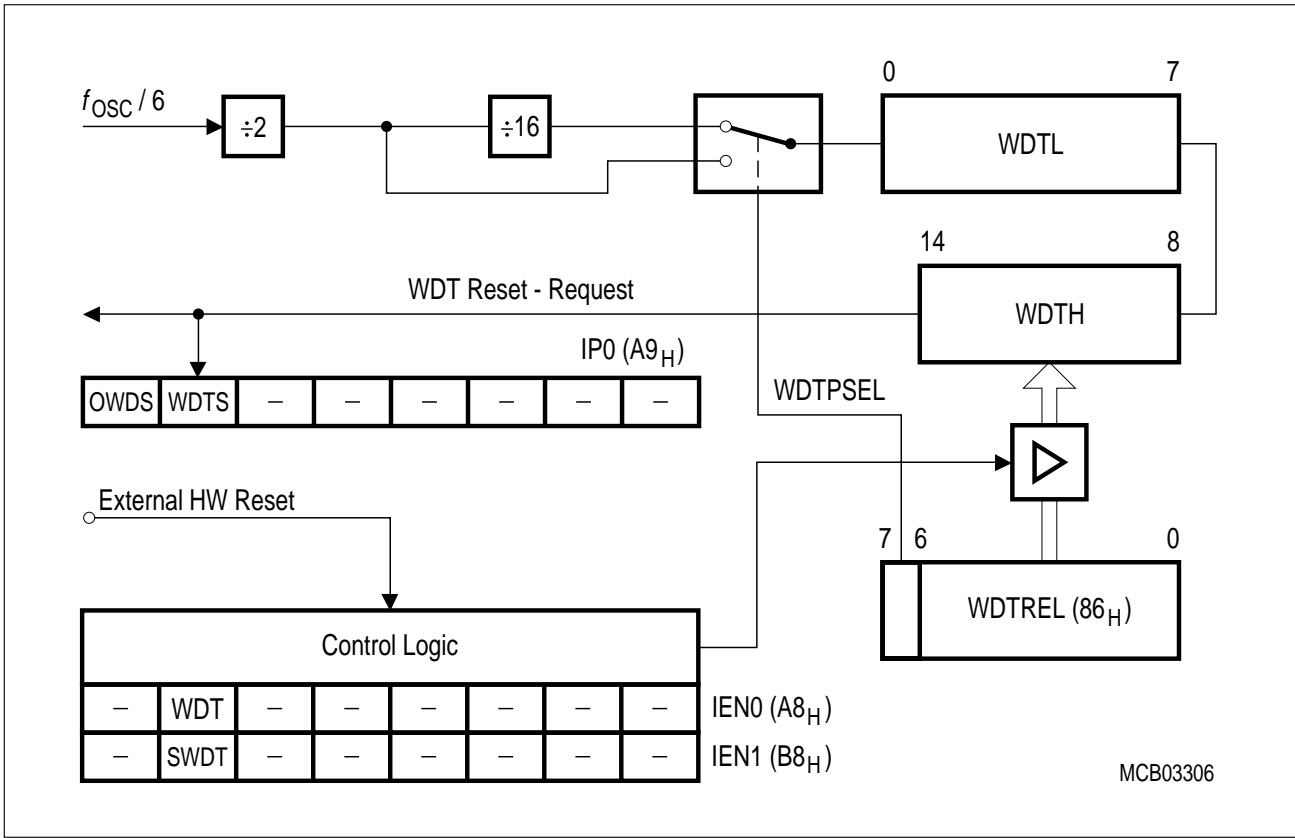 fOSC / 6
÷2
÷16
0 7
WDTL
14 8
WDTH
WDT Reset - Request
IP0 (A9H)
OWDS WDTS – – – – – –
WDTPSEL
External HW Reset
7 6 0
WDTREL (86H)
Control Logic
– WDT – – – – – – IEN0 (A8H)
– SWDT – – – – – – IEN1 (B8H)
MCB03306